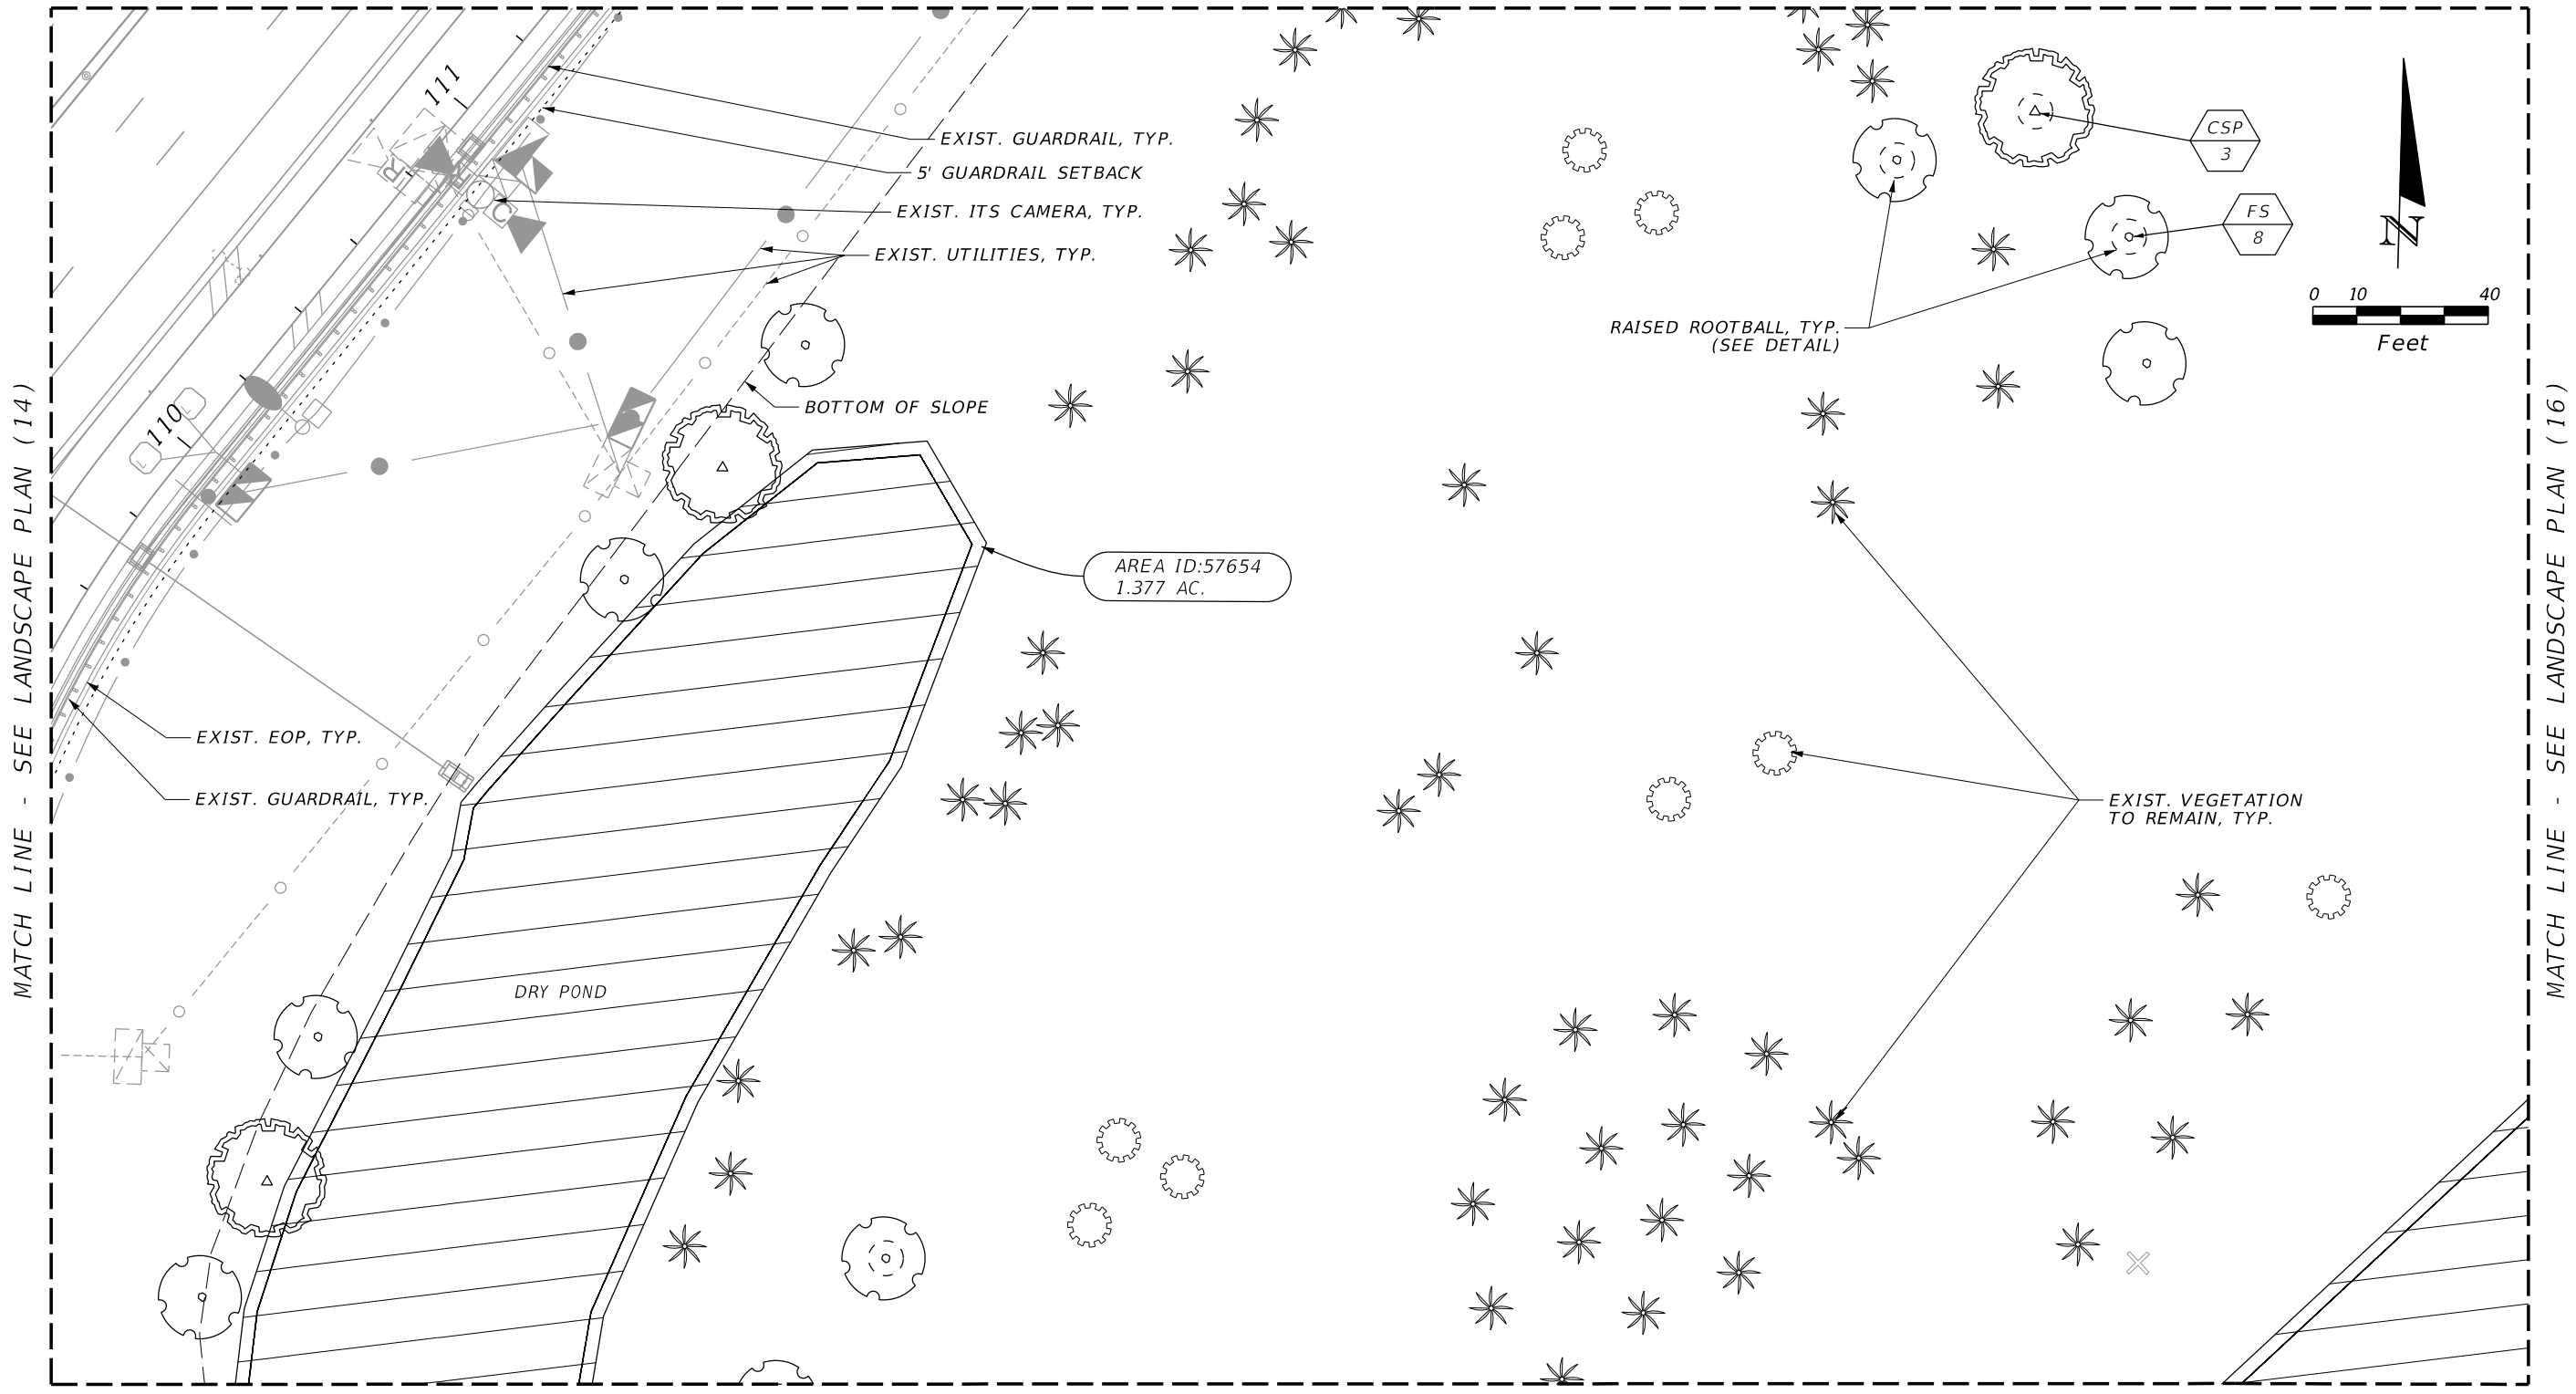 111
R
R
C
EXIST. GUARDRAIL, TYP.
5' GUARDRAIL SETBACK
EXIST. ITS CAMERA, TYP.
EXIST. UTILITIES, TYP.
CSP
3
FS
8
N
0 10 40
Feet
RAISED ROOTBALL, TYP.
(SEE DETAIL)
110
L
L
BOTTOM OF SLOPE
MATCH LINE - SEE LANDSCAPE PLAN (14)
MATCH LINE - SEE LANDSCAPE PLAN (16)
AREA ID:57654
1.377 AC.
EXIST. EOP, TYP.
EXIST. GUARDRAIL, TYP.
EXIST. VEGETATION
TO REMAIN, TYP.
DRY POND